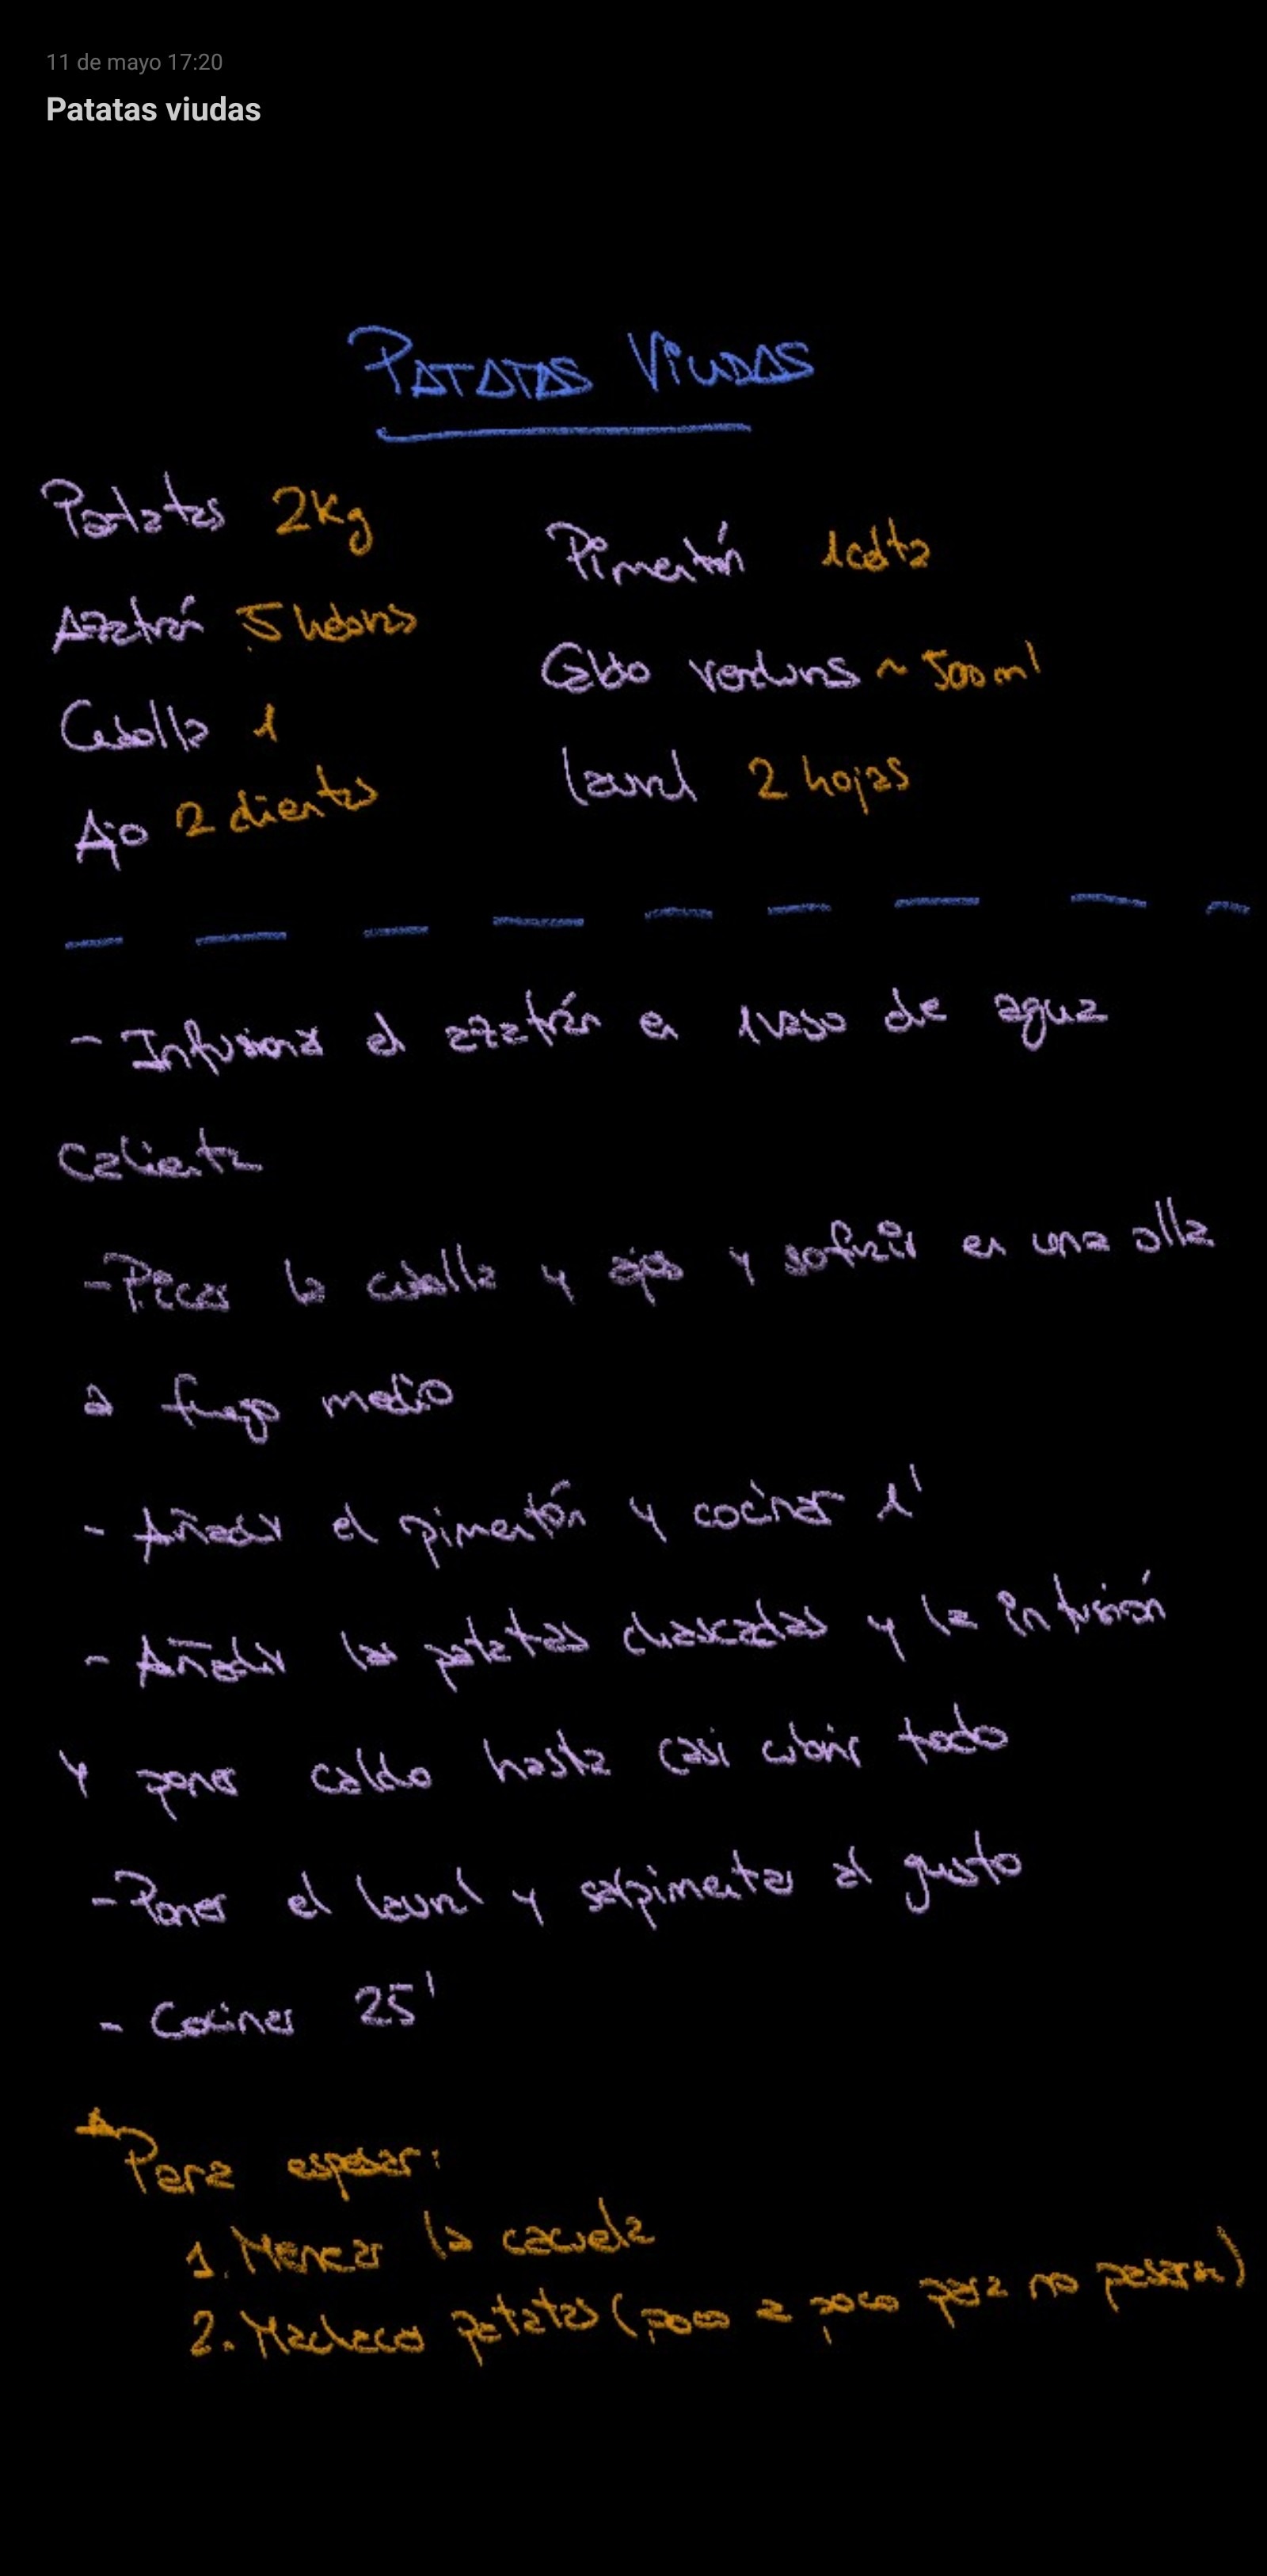 11 de mayo 17:20
Patatas viudas
PATATAS VIUDAS
Patatas 2Kg
Azafrán 5 hebras
Cebolla 1
Ajo 2 dientes
Pimentón 1 cdta
Caldo verduras ~ 500ml
laurel 2 hojas
- Infusionar el azafrán en 1 vaso de agua
caliente
- Picar la cebolla y ajos y sofreír en una olla
a fuego medio
- Añadir el pimentón y cocinar 1'
- Añadir las patatas chascadas y la infusión
y poner caldo hasta casi cubrir todo
- Poner el laurel y salpimentar al gusto
- Cocinar 25'
Para espesar:
1. Menear la cazuela
2. Machacar patatas (poco a poco para no pasarse)